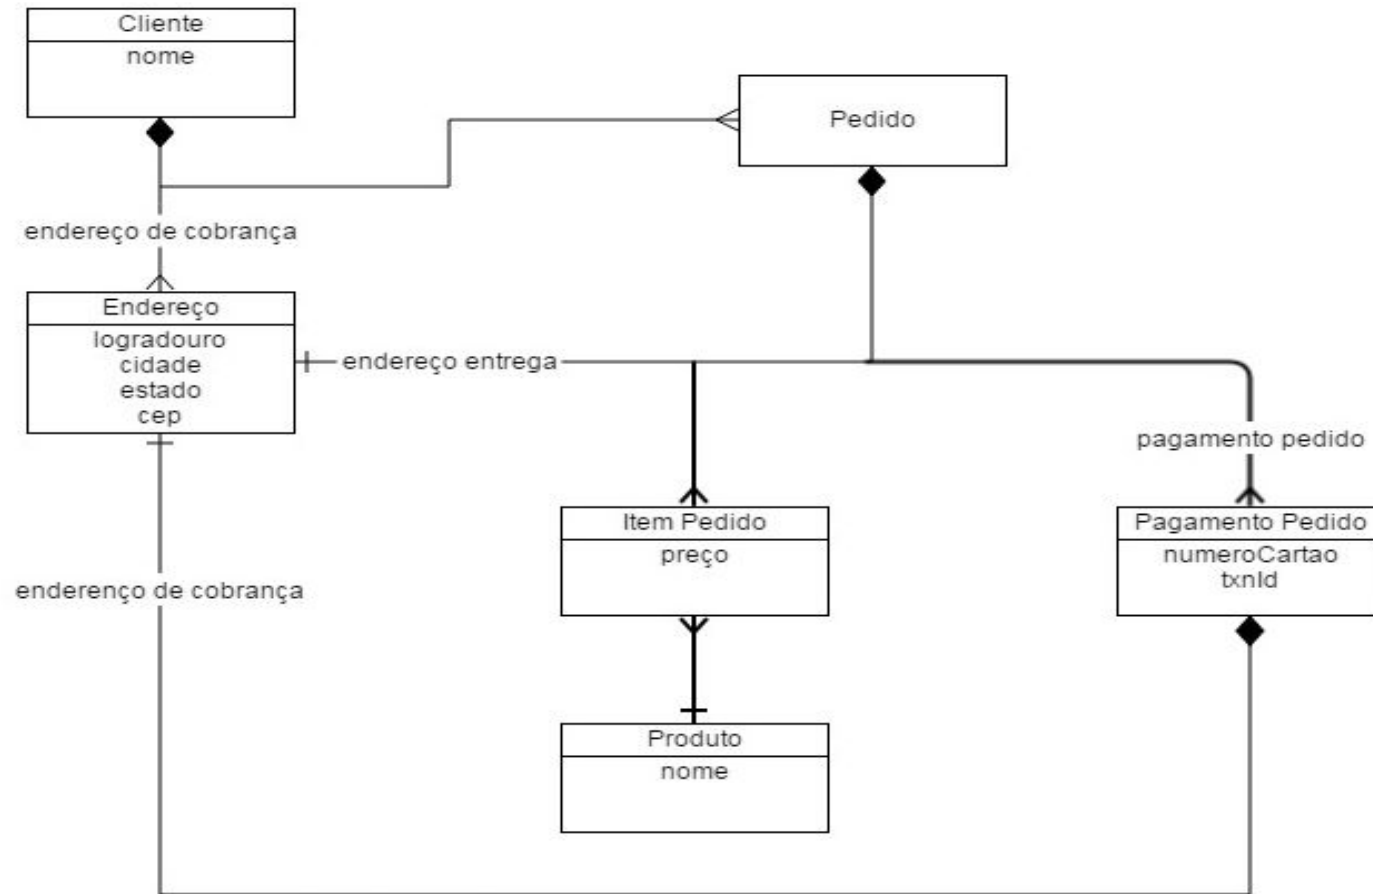 Cliente
nome
Pedido
endereço de cobrança
Endereço
logradouro
cidade
estado
cep
endereço entrega
pagamento pedido
Item Pedido
preço
Pagamento Pedido
numeroCartao
txnId
enderenço de cobrança
Produto
nome